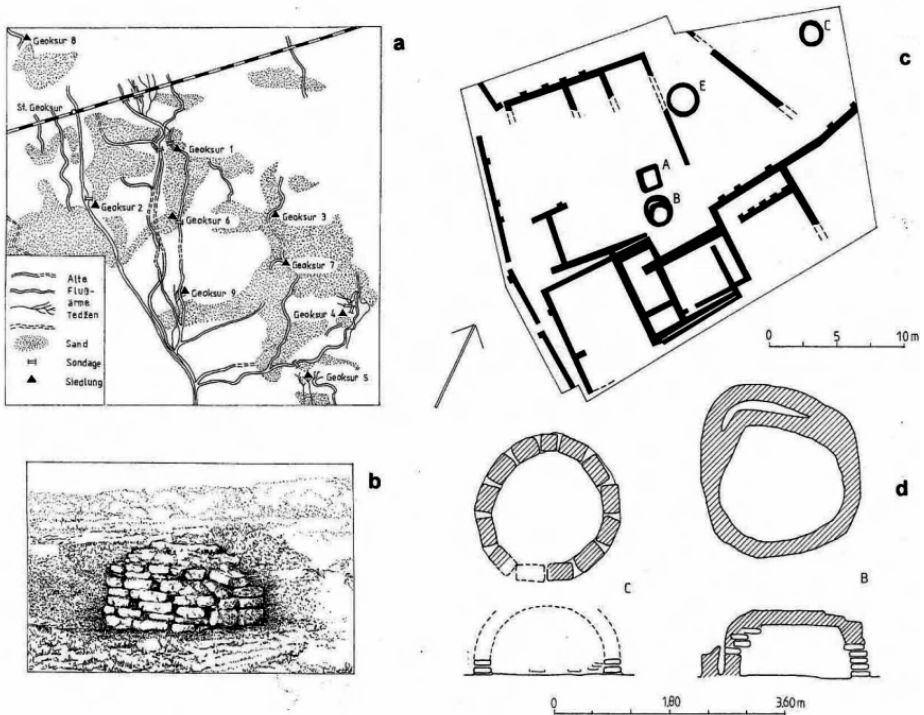 a
Geoksur 8
St. Geoksur
Geoksur 1
Geoksur 2
Geoksur 6
Geoksur 3
Geoksur 7
Geoksur 9
Geoksur 4
Geoksur 5
Alte
Fluß-
ärme
Tedžen
Sand
Sondage
Siedlung
b
c
C
E
A
B
0 5 10 m
d
C
B
0 1,80 3,60 m